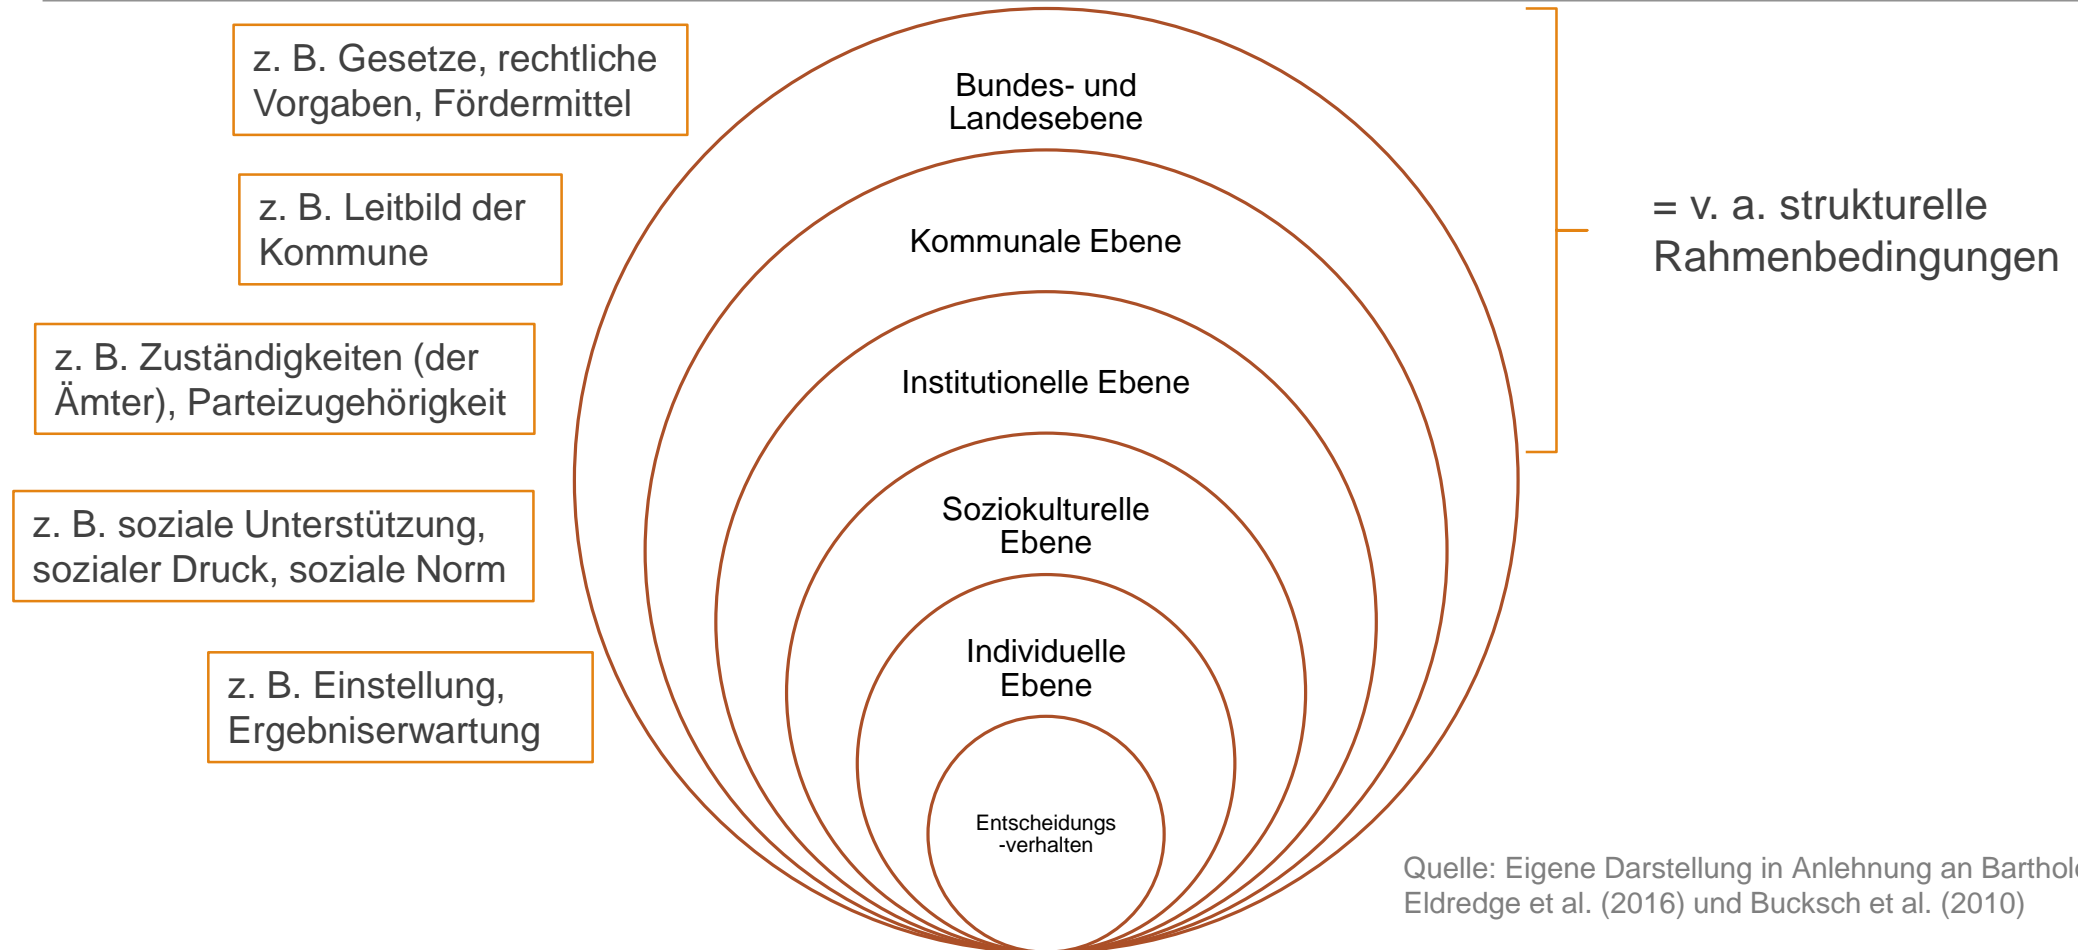 z. B. Gesetze, rechtliche
Vorgaben, Fördermittel
z. B. Leitbild der
Kommune
z. B. Zuständigkeiten (der
Ämter), Parteizugehörigkeit
z. B. soziale Unterstützung,
sozialer Druck, soziale Norm
z. B. Einstellung,
Ergebniserwartung
Bundes- und
Landesebene
Kommunale Ebene
Institutionelle Ebene
Soziokulturelle
Ebene
Individuelle
Ebene
Entscheidungs
-verhalten
= v. a. strukturelle
Rahmenbedingungen
Quelle: Eigene Darstellung in Anlehnung an
Eldredge et al. (2016) und Bucksch et al. (2010)